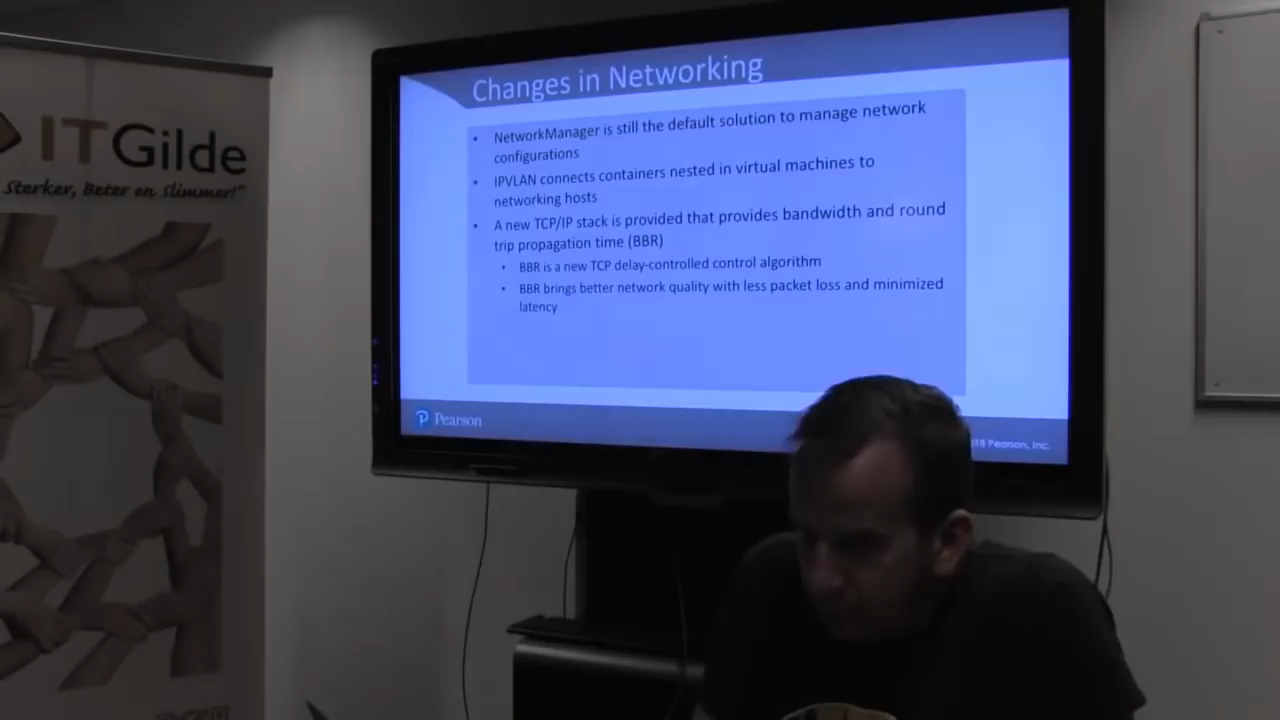 ITGilde
Sterker, Beter en Slimmer!"
Changes in Networking
• NetworkManager is still the default solution to manage network
configurations
• IPVLAN connects containers nested in virtual machines to
networking hosts
• A new TCP/IP stack is provided that provides bandwidth and round
trip propagation time (BBR)
• BBR is a new TCP delay-controlled control algorithm
• BBR brings better network quality with less packet loss and minimized
latency
Pearson
Pearson, Inc.